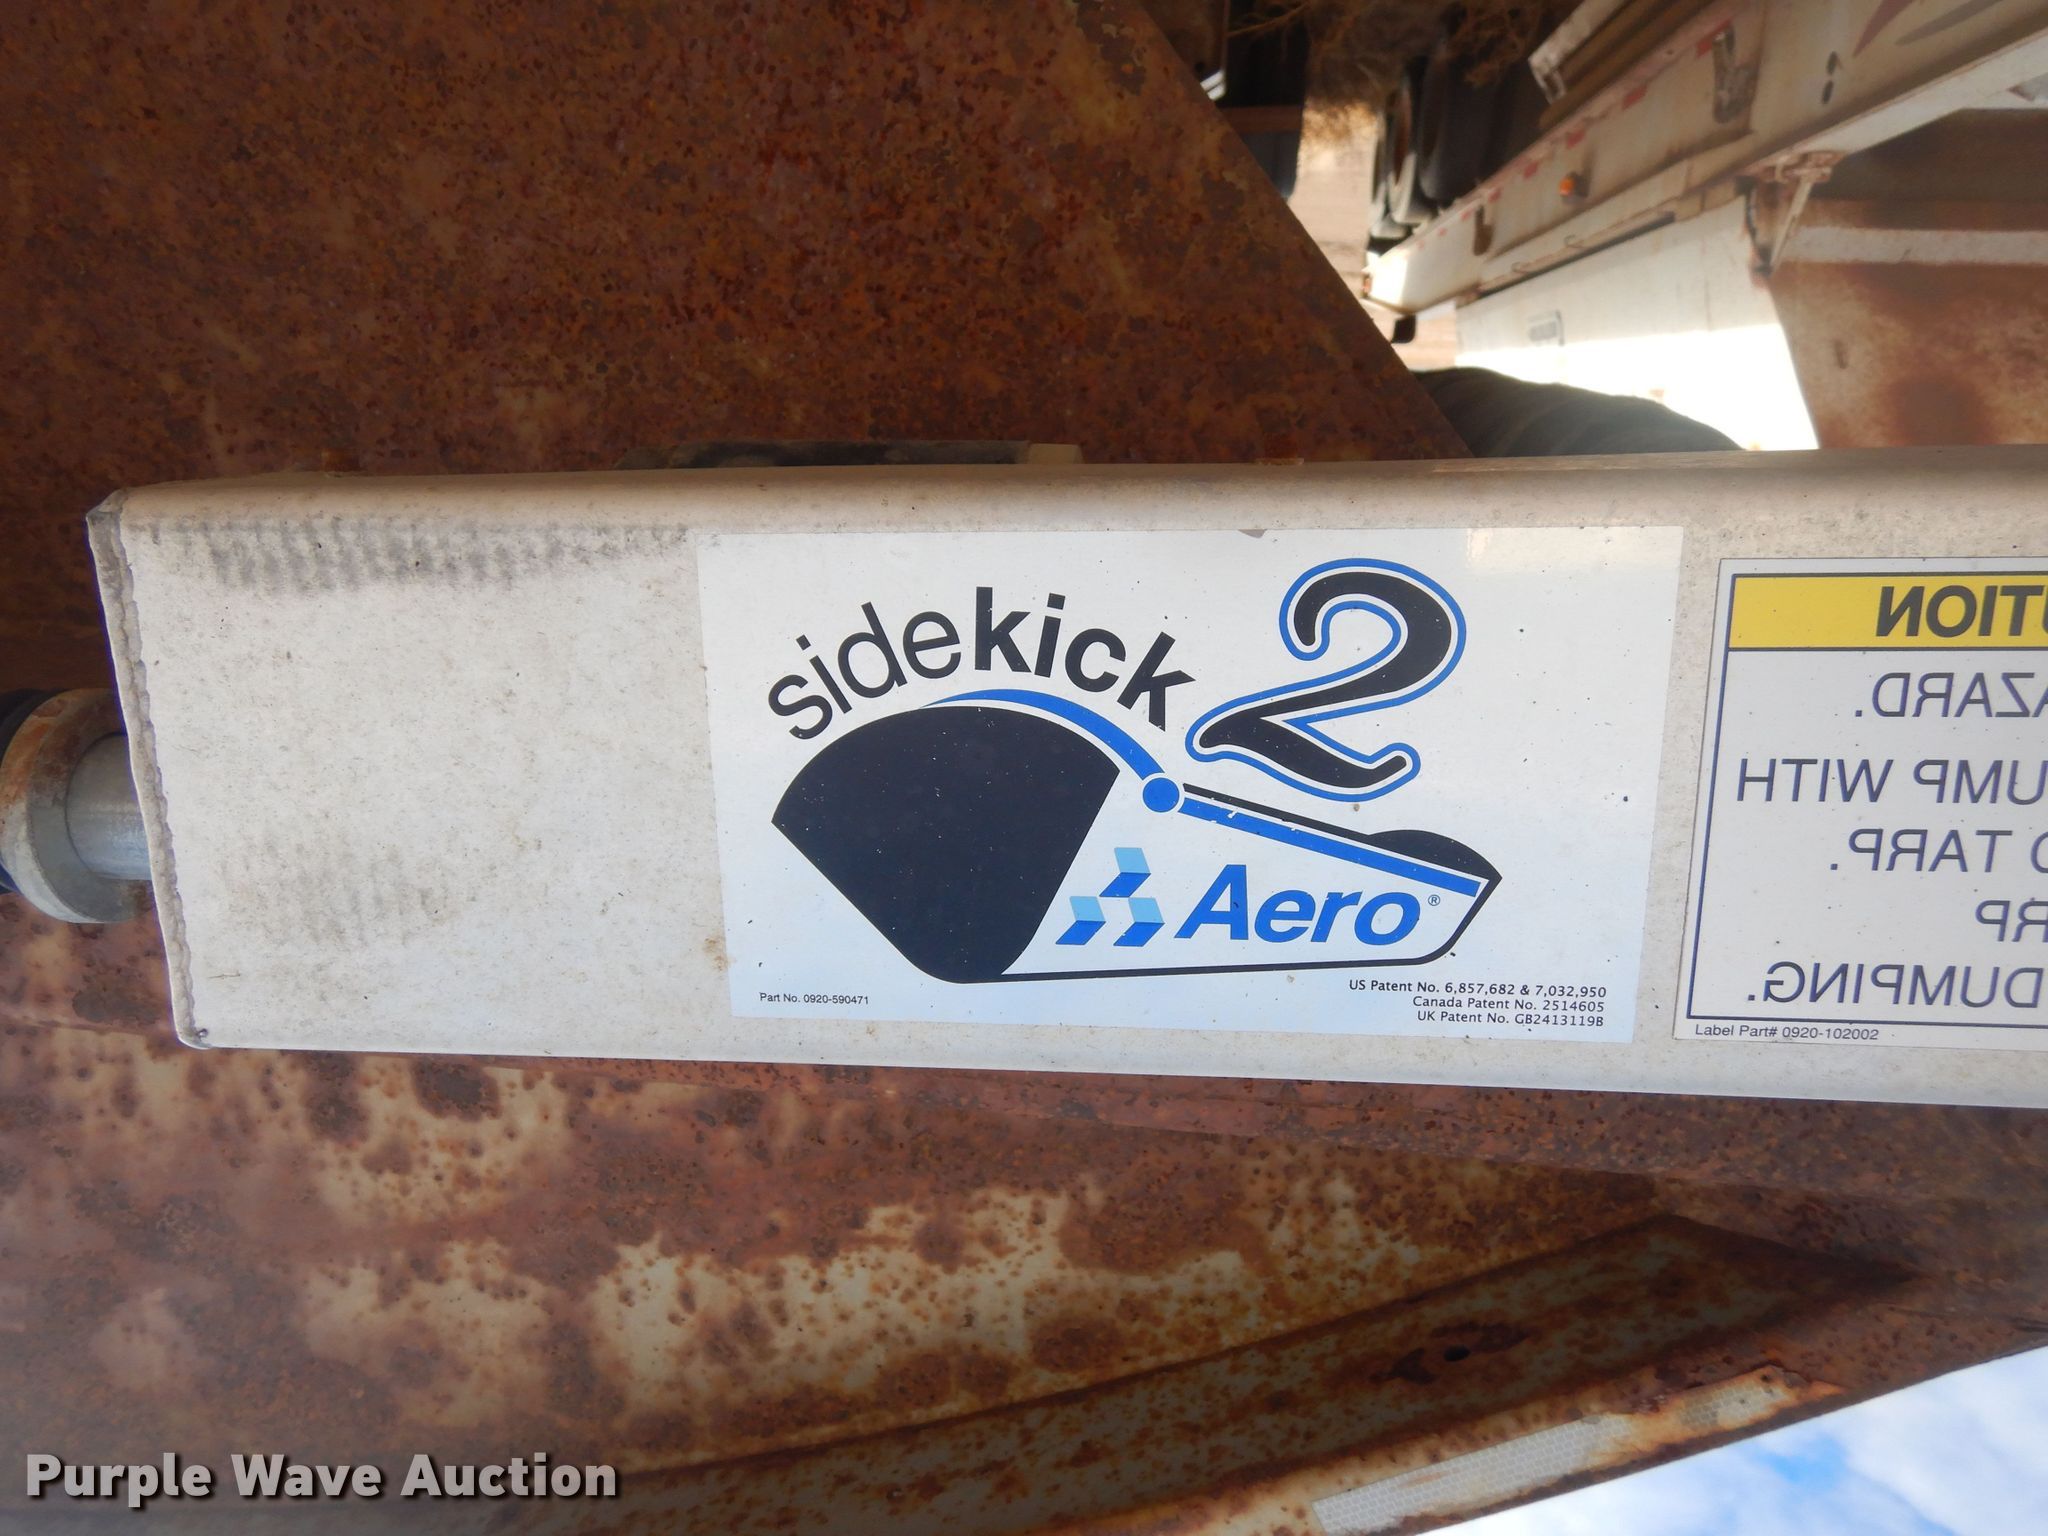 sidekick 2
Aero®
Part No. 0920-590471
US Patent No. 6,857,682 & 7,032,950
Canada Patent No. 2514605
UK Patent No. GB2413119B
UTION
AZARD.
UMP WITH
D TARP.
RP
DUMPING.
Label Part# 0920-102002
Purple Wave Auction